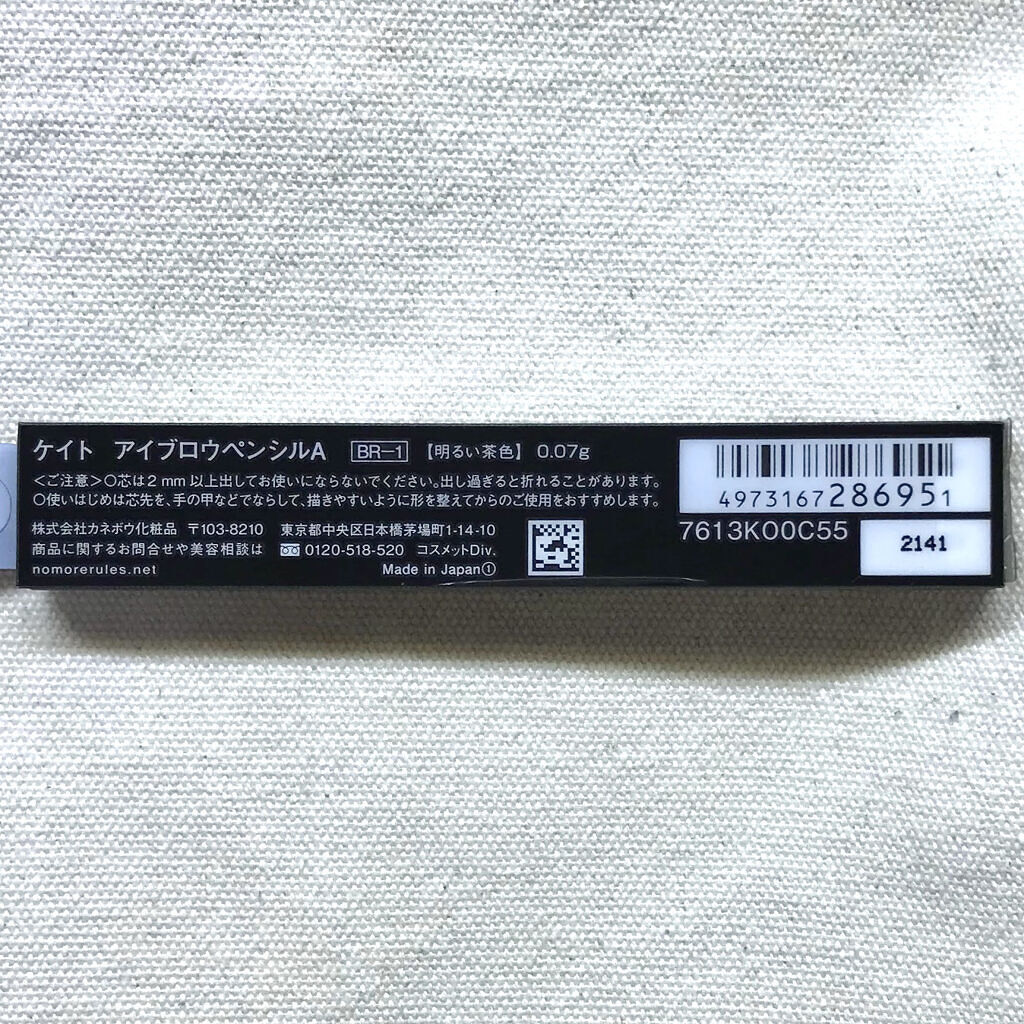 ケイト アイブロウペンシルA BR-1 【明るい茶色】 0.07g
<ご注意>○芯は2mm以上出してお使いにならないでください。出し過ぎると折れることがあります。
○使いはじめは芯先を、手の甲などでならして、描きやすいように形を整えてからのご使用をおすすめします。
株式会社カネボウ化粧品 〒103-8210 東京都中央区日本橋茅場町1-14-10
商品に関するお問合せや美容相談は 0120-518-520 コスメットDiv.
nomorerules.net Made in Japan①
4973167286951
7613K00C55
2141